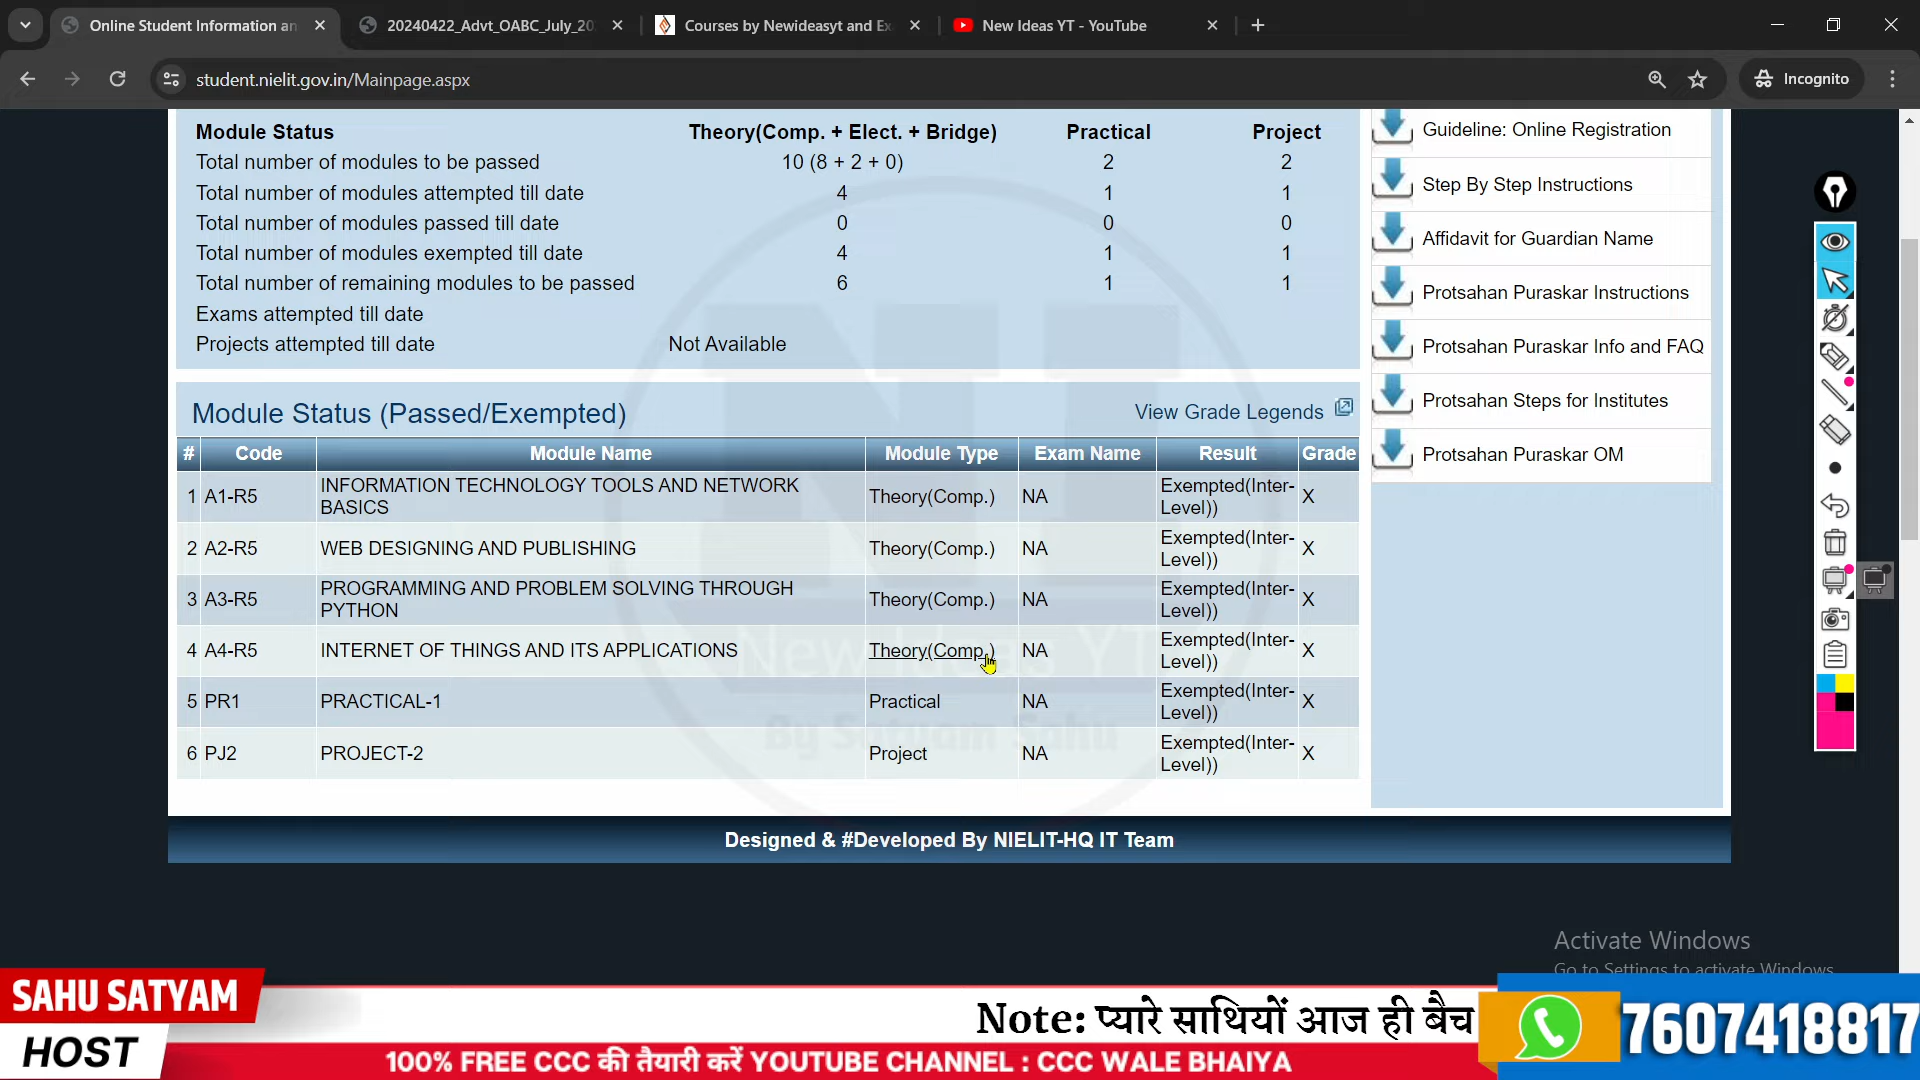 Online Student Information an
20240422_Advt_OABC_July_20
Courses by Newideasyt and Ex
New Ideas YT - YouTube
student.nielit.gov.in/Mainpage.aspx
Incognito
Module Status Theory(Comp. + Elect. + Bridge) Practical Project
Total number of modules to be passed 10 (8 + 2 + 0) 2 2
Total number of modules attempted till date 4 1 1
Total number of modules passed till date 0 0 0
Total number of modules exempted till date 4 1 1
Total number of remaining modules to be passed 6 1 1
Exams attempted till date
Projects attempted till date Not Available
Guideline: Online Registration
Step By Step Instructions
Affidavit for Guardian Name
Protsahan Puraskar Instructions
Protsahan Puraskar Info and FAQ
Protsahan Steps for Institutes
Protsahan Puraskar OM
Module Status (Passed/Exempted) View Grade Legends
# Code Module Name Module Type Exam Name Result Grade
1 A1-R5 INFORMATION TECHNOLOGY TOOLS AND NETWORK BASICS Theory(Comp.) NA Exempted(Inter-Level)) X
2 A2-R5 WEB DESIGNING AND PUBLISHING Theory(Comp.) NA Exempted(Inter-Level)) X
3 A3-R5 PROGRAMMING AND PROBLEM SOLVING THROUGH PYTHON Theory(Comp.) NA Exempted(Inter-Level)) X
4 A4-R5 INTERNET OF THINGS AND ITS APPLICATIONS Theory(Comp.) NA Exempted(Inter-Level)) X
5 PR1 PRACTICAL-1 Practical NA Exempted(Inter-Level)) X
6 PJ2 PROJECT-2 Project NA Exempted(Inter-Level)) X
New Ideas YT
By Satyam Sahu
Designed & #Developed By NIELIT-HQ IT Team
Activate Windows
Go to Settings to activate Windows.
SAHU SATYAM
HOST
Note: प्यारे साथियों आज ही बैच
7607418817
100% FREE CCC की तैयारी करें YOUTUBE CHANNEL : CCC WALE BHAIYA